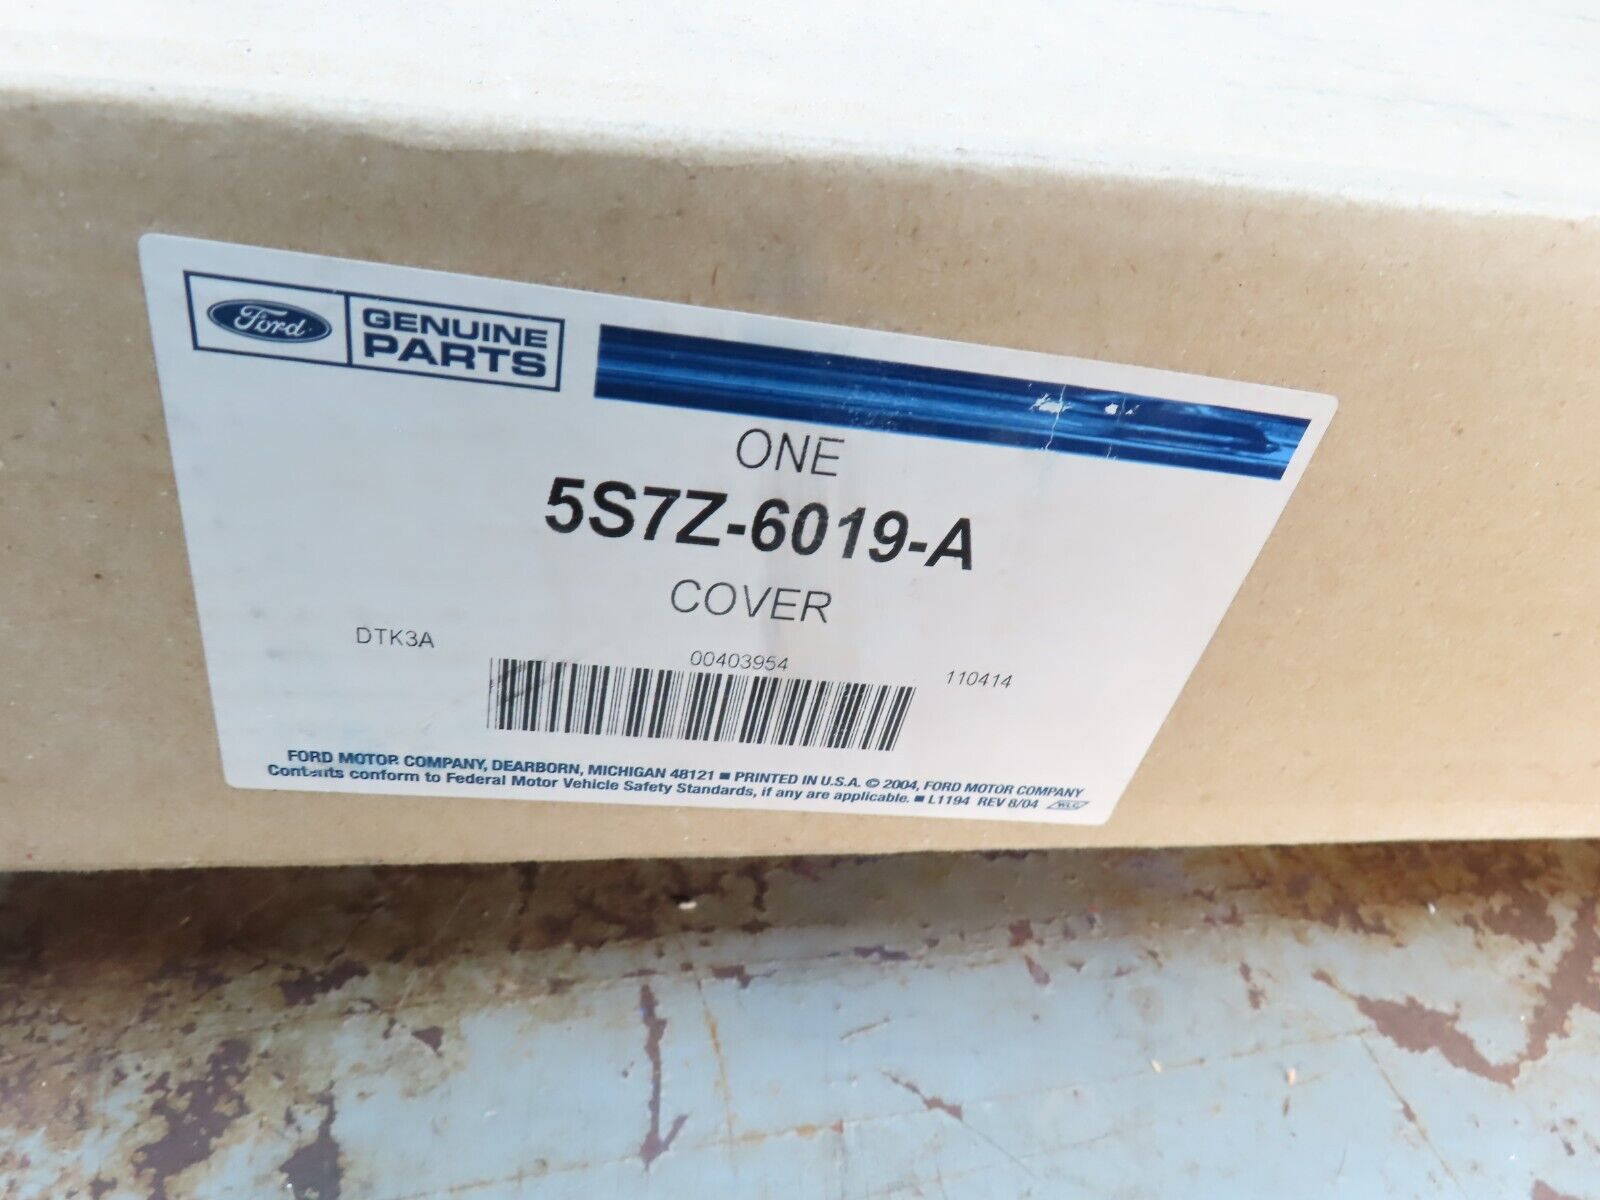 Ford
GENUINE
PARTS
ONE
5S7Z-6019-A
COVER
DTK3A
00403954
110414
FORD MOTOR COMPANY, DEARBORN, MICHIGAN 48121 ■ PRINTED IN U.S.A. © 2004, FORD MOTOR COMPANY
Contents conform to Federal Motor Vehicle Safety Standards, if any are applicable. ■ L1194 REV 8/04 WLC